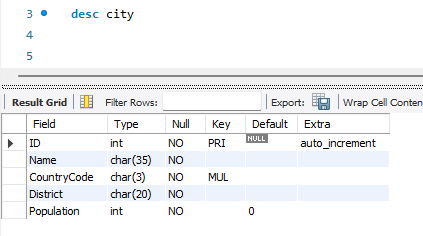 3 desc city
4
5
Result Grid Filter Rows: Export: Wrap Cell Conten
Field Type Null Key Default Extra
ID int NO PRI NULL auto_increment
Name char(35) NO
CountryCode char(3) NO MUL
District char(20) NO
Population int NO 0